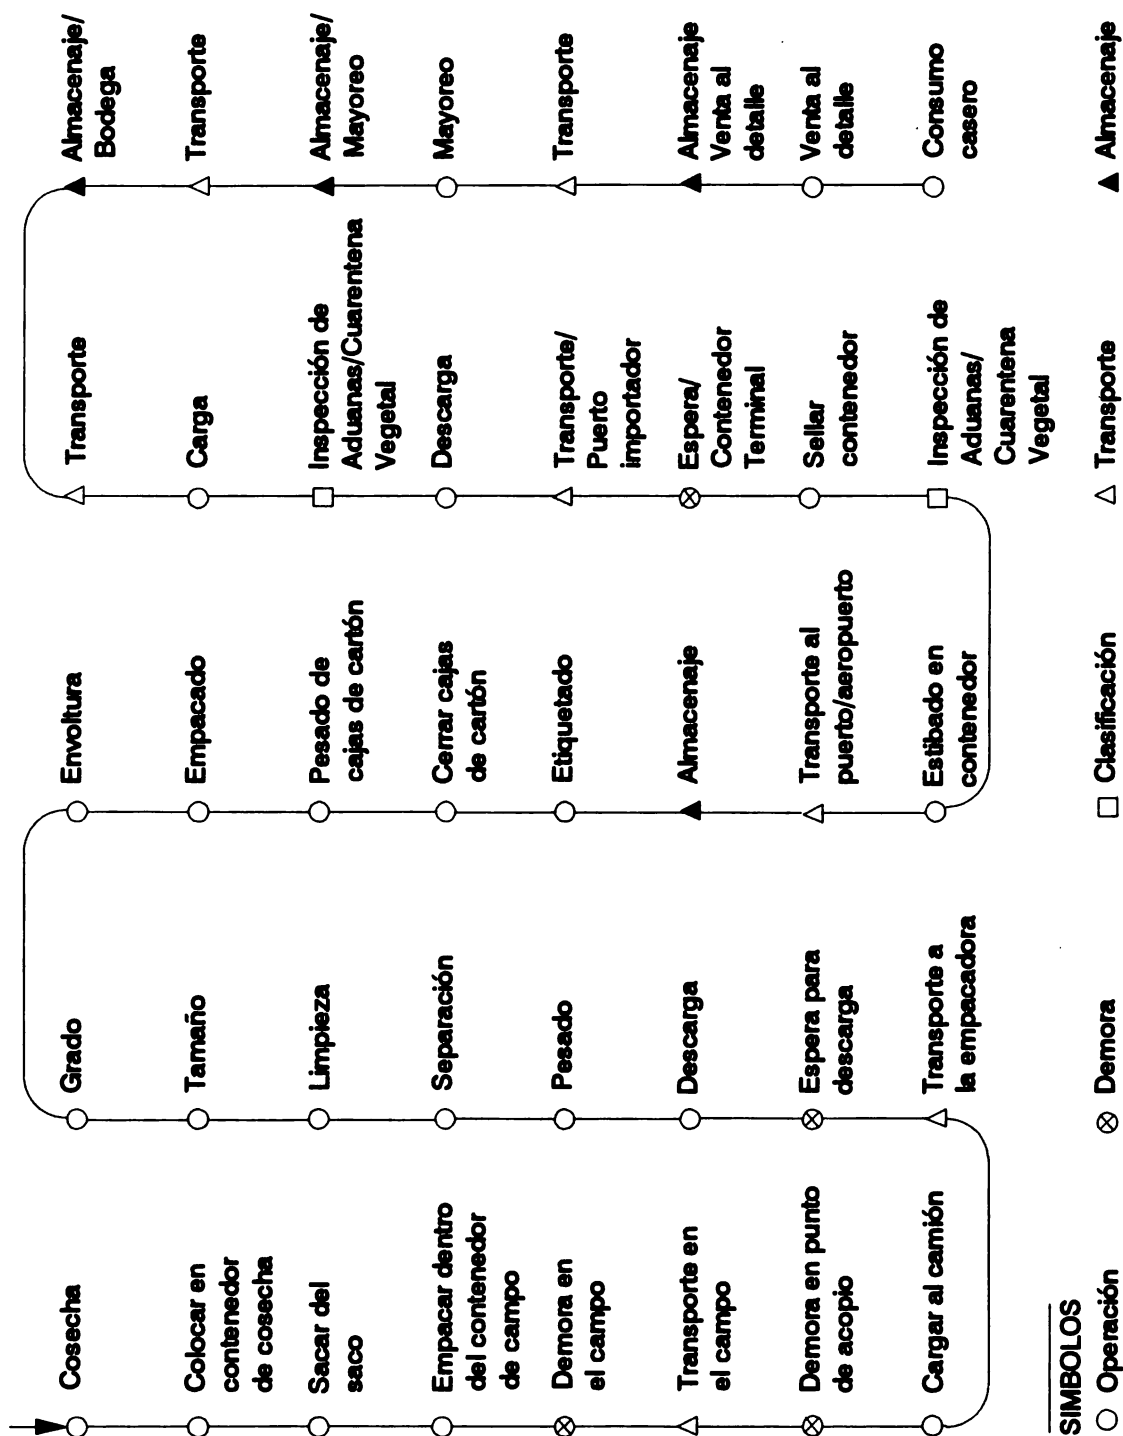 Cosecha
Colocar en
contenedor
de cosecha
Sacar del
saco
Empacar dentro
del contenedor
de campo
Demora en
el campo
Transporte en
el campo
Demora en punto
de acopio
Cargar al camión
Grado
Tamaño
Limpieza
Separación
Pesado
Descarga
Espera para
descarga
Transporte a
la empacadora
Envoltura
Empacado
Pesado de
cajas de cartón
Cerrar cajas
de cartón
Etiquetado
Almacenaje
Transporte al
puerto/aeropuerto
Estibado en
contenedor
Transporte
Carga
Inspección de
Aduanas/Cuarentena
Vegetal
Descarga
Transporte/
Puerto
importador
Espera/
Contenedor
Terminal
Sellar
contenedor
Inspección de
Aduanas/
Cuarentena
Vegetal
Almacenaje/
Bodega
Transporte
Almacenaje/
Mayoreo
Mayoreo
Transporte
Almacenaje
Venta al
detalle
Venta al
detalle
Consumo
casero
SIMBOLOS
Operación
Demora
Clasificación
Transporte
Almacenaje